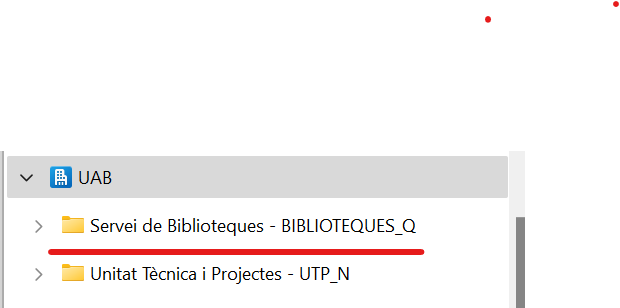 UAB
Servei de Biblioteques - BIBLIOTEQUES_Q
Unitat Tècnica i Projectes - UTP_N